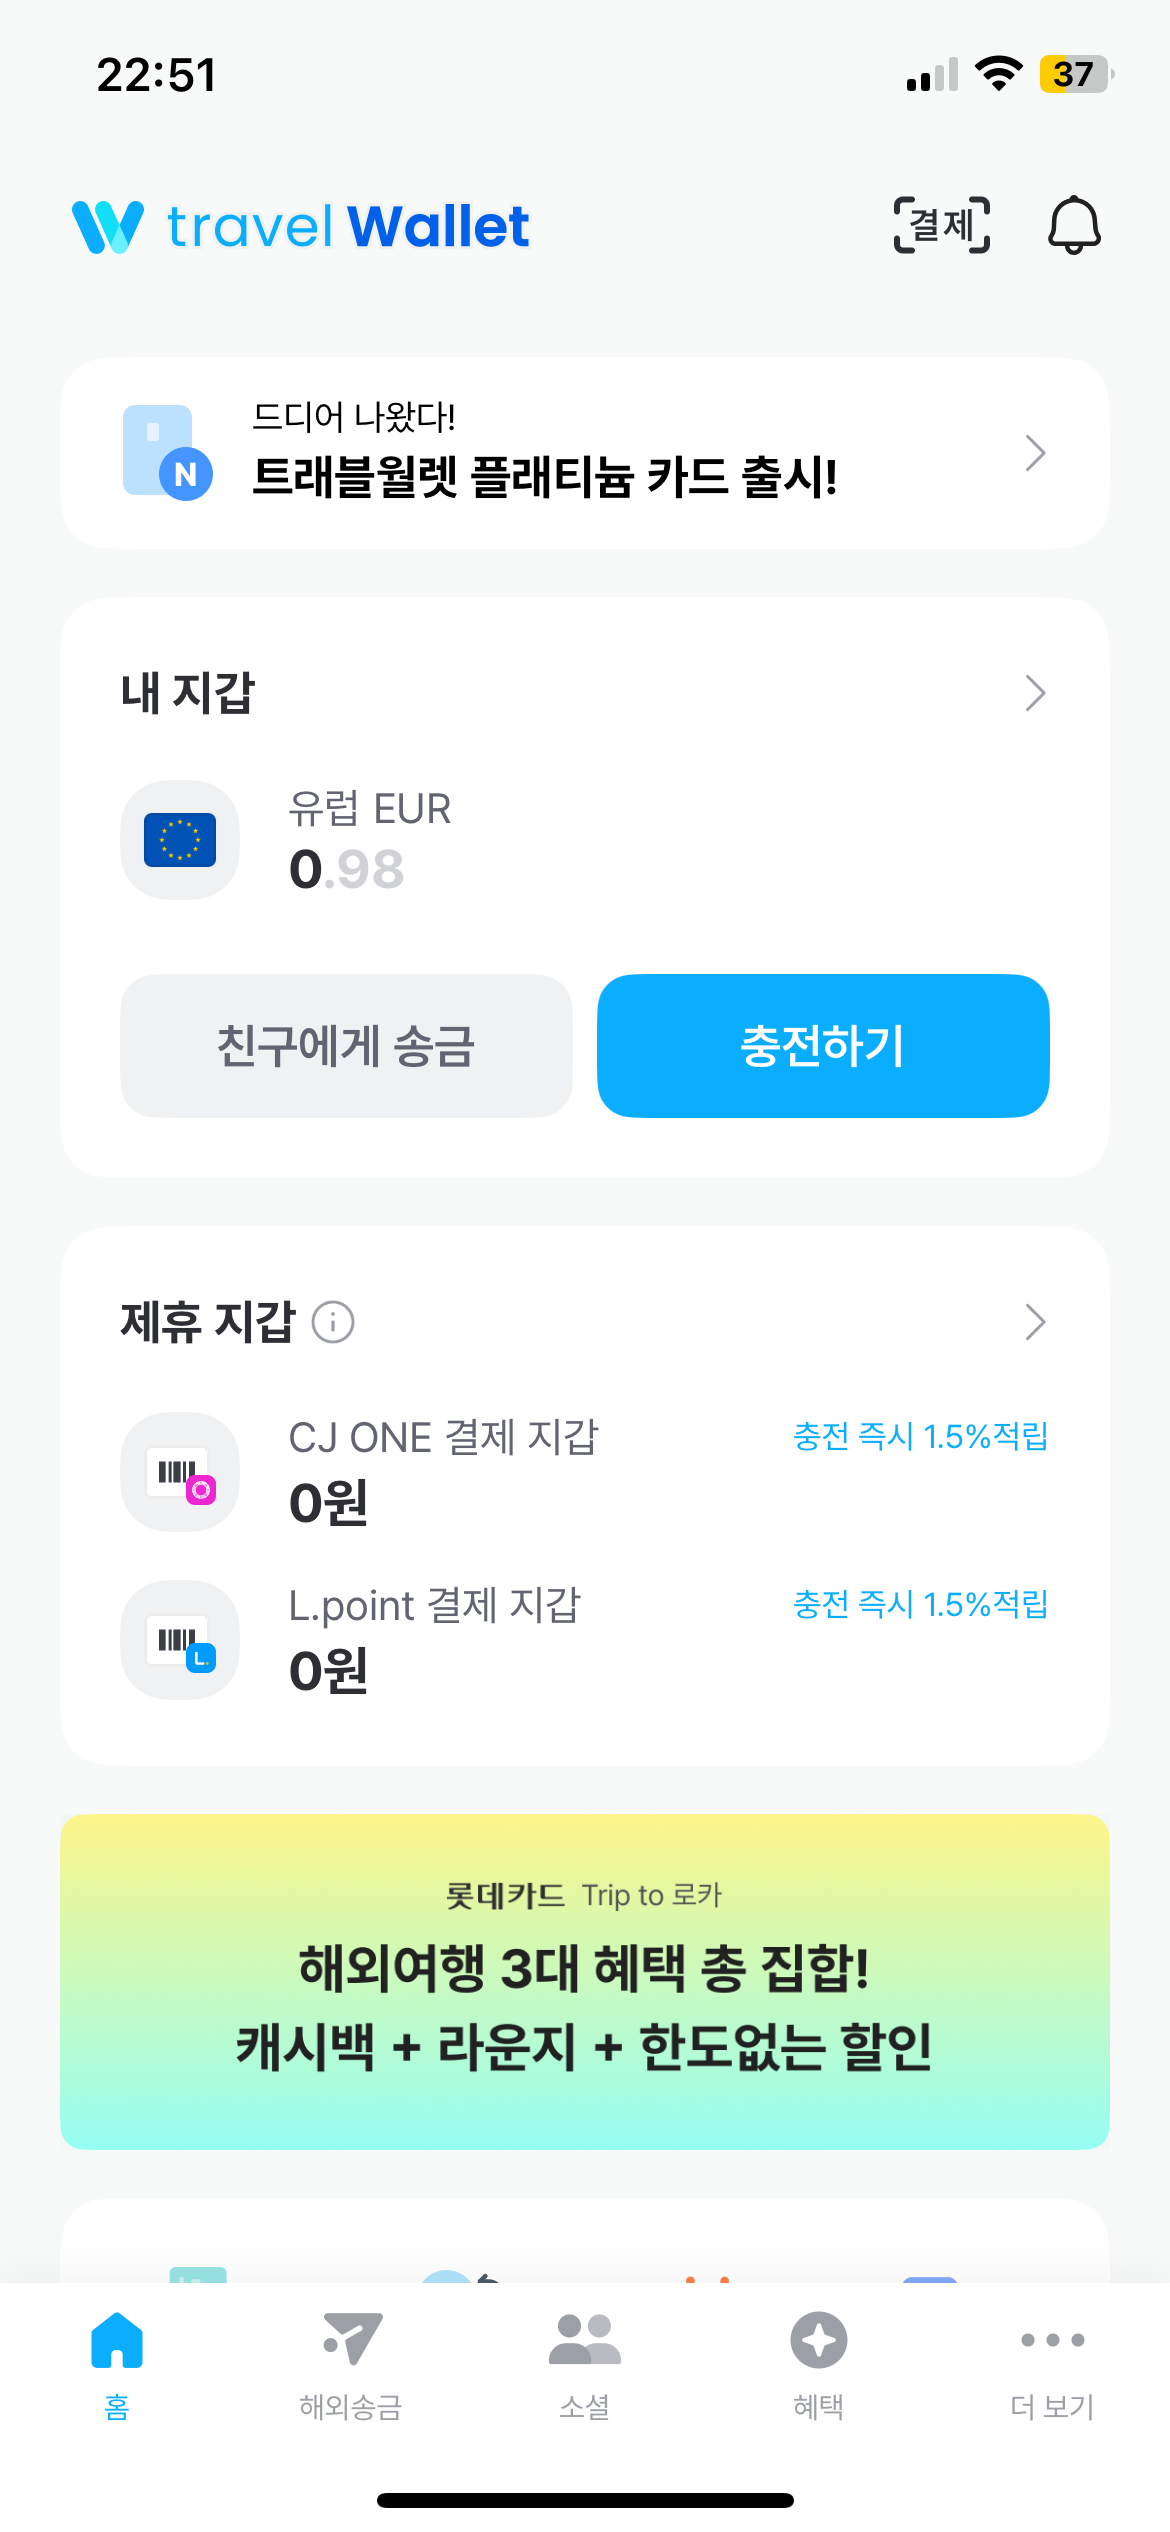 22:51
37
travel Wallet
결제
드디어 나왔다!
N
트래블월렛 플래티늄 카드 출시!
내 지갑
유럽 EUR
0.98
친구에게 송금
충전하기
제휴 지갑
CJ ONE 결제 지갑
충전 즉시 1.5%적립
0원
L.point 결제 지갑
충전 즉시 1.5%적립
L.
0원
롯데카드 Trip to 로카
해외여행 3대 혜택 총 집합!
캐시백 + 라운지 + 한도없는 할인
홈
해외송금
소셜
혜택
더 보기